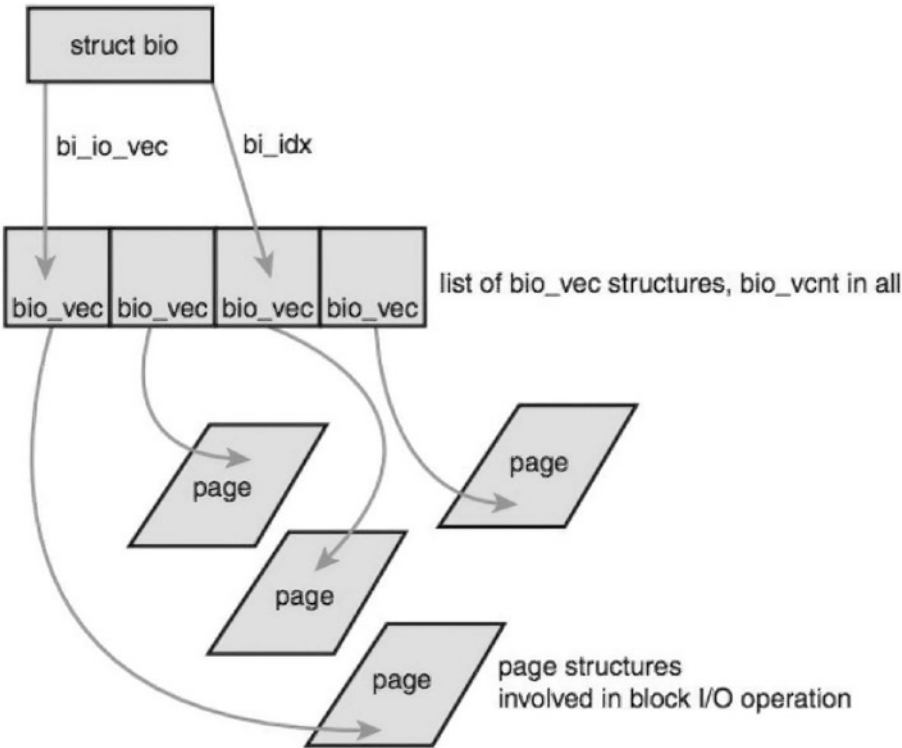 struct bio
bi_io_vec
bi_idx
bio_vec
bio_vec
bio_vec
bio_vec
list of bio_vec structures, bio_vcnt in all
page
page
page
page
page structures
involved in block I/O operation